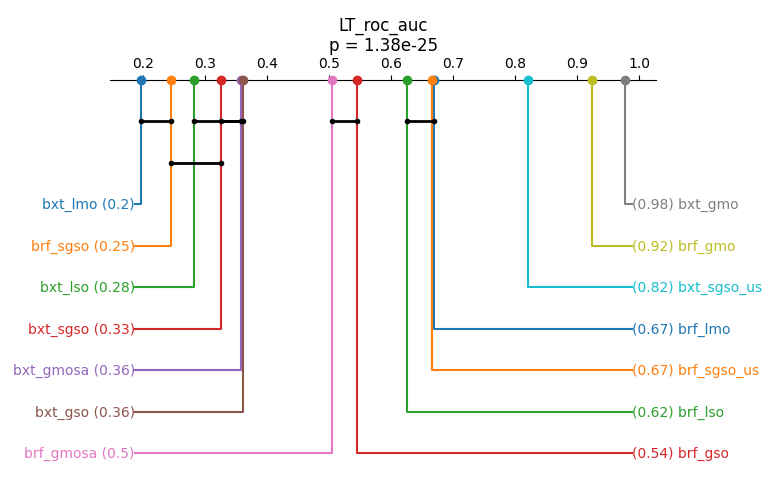 LT_roc_auc
p = 1.38e-25
0.2 0.3 0.4 0.5 0.6 0.7 0.8 0.9 1.0
bxt_lmo (0.2) (0.98) bxt_gmo
brf_sgso (0.25) (0.92) brf_gmo
bxt_lso (0.28) (0.82) bxt_sgso_us
bxt_sgso (0.33) (0.67) brf_lmo
bxt_gmosa (0.36) (0.67) brf_sgso_us
bxt_gso (0.36) (0.62) brf_lso
brf_gmosa (0.5) (0.54) brf_gso